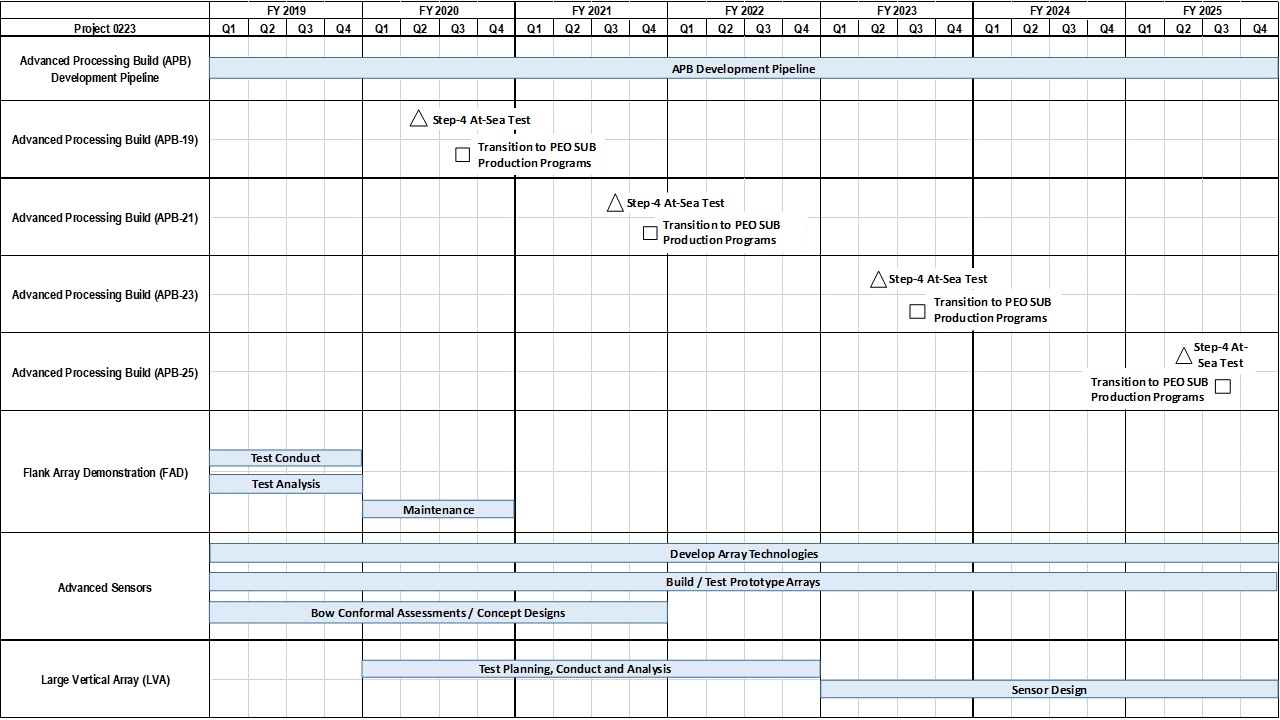 FY 2019 FY 2020 FY 2021 FY 2022 FY 2023 FY 2024 FY 2025
Project 0223 Q1 Q2 Q3 Q4 Q1 Q2 Q3 Q4 Q1 Q2 Q3 Q4 Q1 Q2 Q3 Q4 Q1 Q2 Q3 Q4 Q1 Q2 Q3 Q4 Q1 Q2 Q3 Q4
Advanced Processing Build (APB)
Development Pipeline
APB Development Pipeline
Advanced Processing Build (APB-19)
Step-4 At-Sea Test
Transition to PEO SUB
Production Programs
Advanced Processing Build (APB-21)
Step-4 At-Sea Test
Transition to PEO SUB
Production Programs
Advanced Processing Build (APB-23)
Step-4 At-Sea Test
Transition to PEO SUB
Production Programs
Advanced Processing Build (APB-25)
Step-4 At-
Sea Test
Transition to PEO SUB
Production Programs
Flank Array Demonstration (FAD)
Test Conduct
Test Analysis
Maintenance
Advanced Sensors
Develop Array Technologies
Build / Test Prototype Arrays
Bow Conformal Assessments / Concept Designs
Large Vertical Array (LVA)
Test Planning, Conduct and Analysis
Sensor Design